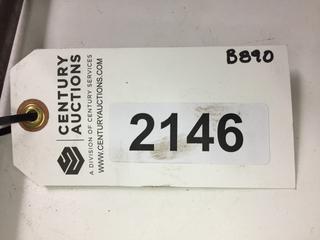 B890
CENTURY
AUCTIONS
A DIVISION OF CENTURY SERVICES
WWW.CENTURYAUCTIONS.COM
2146